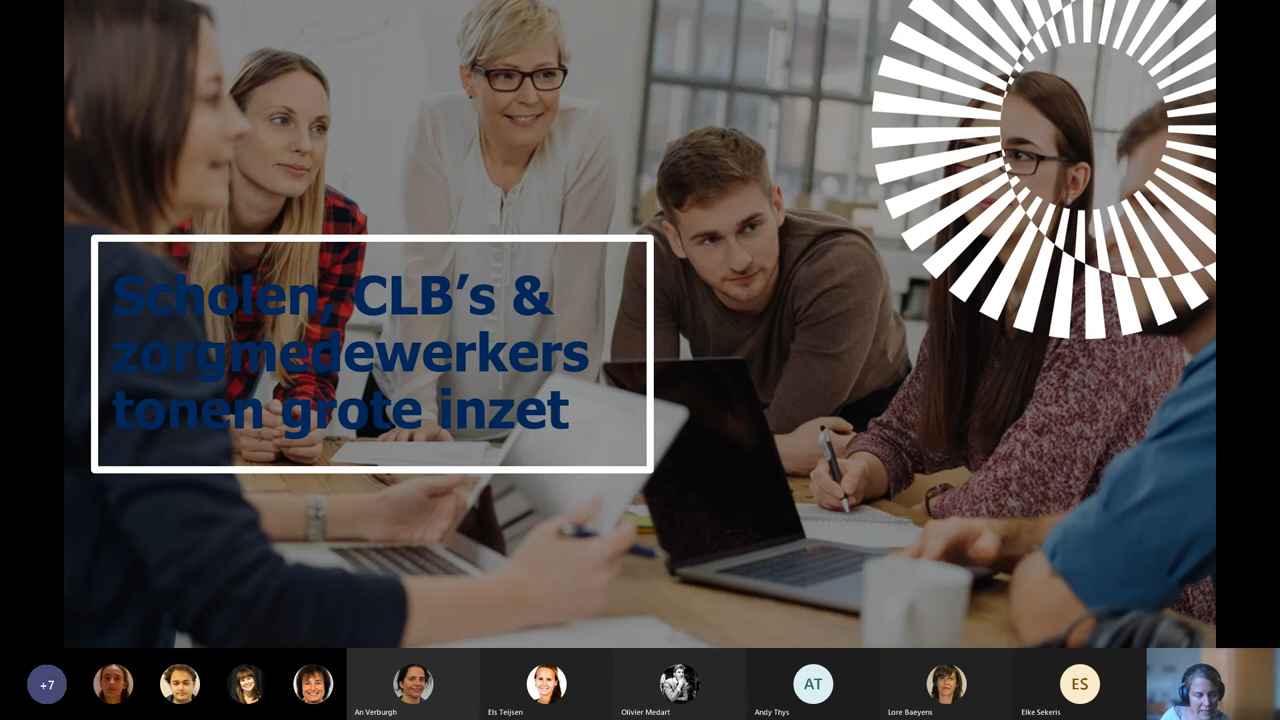 Scholen, CLB’s &
zorgmedewerkers
tonen grote inzet
+7
An Verburgh
Els Teijsen
Olivier Medart
AT
Andy Thys
Lore Baeyens
ES
Elke Sekeris